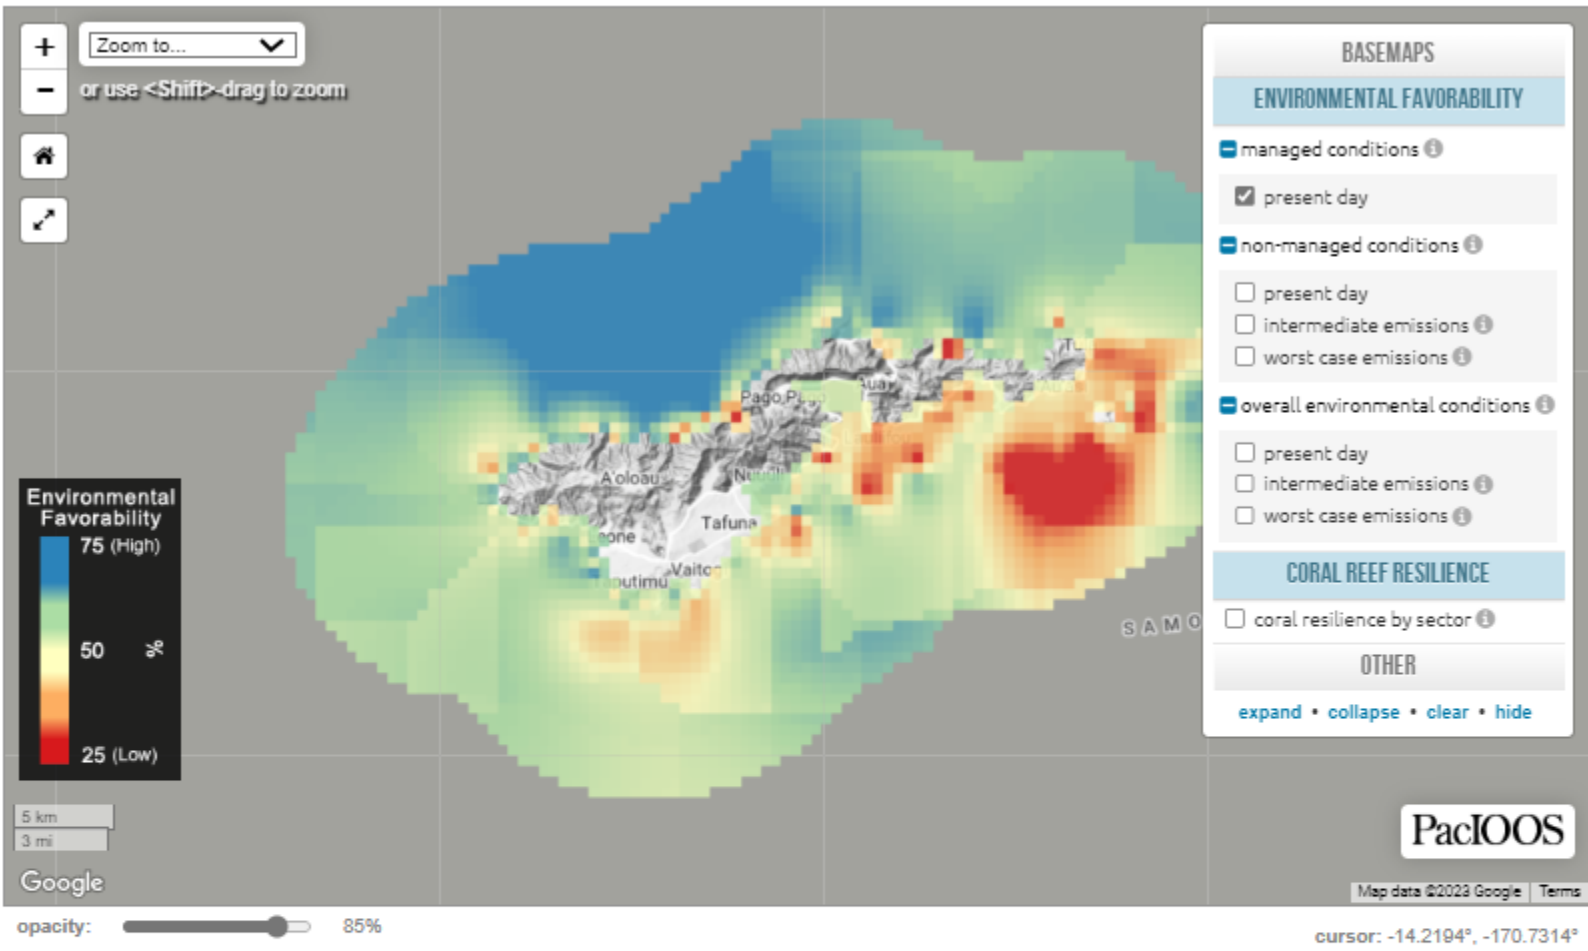 +
Zoom to...
−
or use <Shift>-drag to zoom
BASEMAPS
ENVIRONMENTAL FAVORABILITY
managed conditions
present day
non-managed conditions
present day
intermediate emissions
worst case emissions
overall environmental conditions
present day
intermediate emissions
worst case emissions
CORAL REEF RESILIENCE
coral resilience by sector
OTHER
expand • collapse • clear • hide
Pago Pago
A'oloau
Tafuna
SAMO
Environmental
Favorability
75 (High)
50 %
25 (Low)
5 km
3 mi
Google
PacIOOS
Map data ©2023 Google Terms
opacity: 85%
cursor: -14.2194°, -170.7314°